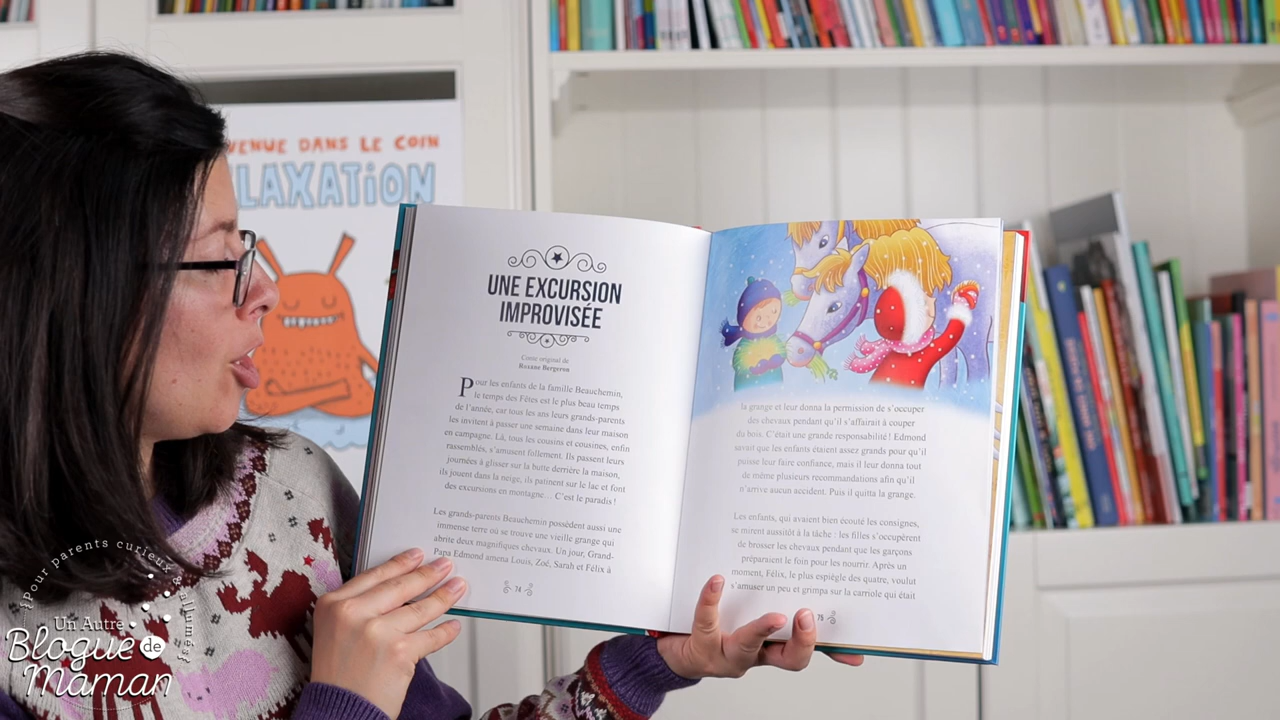 VENUE DANS LE COIN
LAXATION
UNE EXCURSION
IMPROVISÉE
Conte original de
Roxane Bergeron
Pour les enfants de la famille Beauchemin,
le temps des Fêtes est le plus beau temps
de l'année, car tous les ans leurs grands-parents
les invitent à passer une semaine dans leur maison
en campagne. Là, tous les cousins et cousines, enfin
rassemblés, s'amusent follement. Ils passent leurs
journées à glisser sur la butte derrière la maison,
ils jouent dans la neige, ils patinent sur le lac et font
des excursions en montagne… C'est le paradis !
Les grands-parents Beauchemin possèdent aussi une
immense terre où se trouve une vieille grange qui
abrite deux magnifiques chevaux. Un jour, Grand-
Papa Edmond amena Louis, Zoé, Sarah et Félix à
74
la grange et leur donna la permission de s'occuper
des chevaux pendant qu'il s'affairait à couper
du bois. C'était une grande responsabilité ! Edmond
savait que les enfants étaient assez grands pour qu'il
puisse leur faire confiance, mais il leur donna tout
de même plusieurs recommandations afin qu'il
n'arrive aucun accident. Puis il quitta la grange.
Les enfants, qui avaient bien écouté les consignes,
se mirent aussitôt à la tâche : les filles s'occupèrent
de brosser les chevaux pendant que les garçons
préparaient le foin pour les nourrir. Après un
moment, Félix, le plus espiègle des quatre, voulut
s'amuser un peu et grimpa sur la carriole qui était
75
{Pour parents curieux & allumés}
Un Autre
Blogue de
Maman